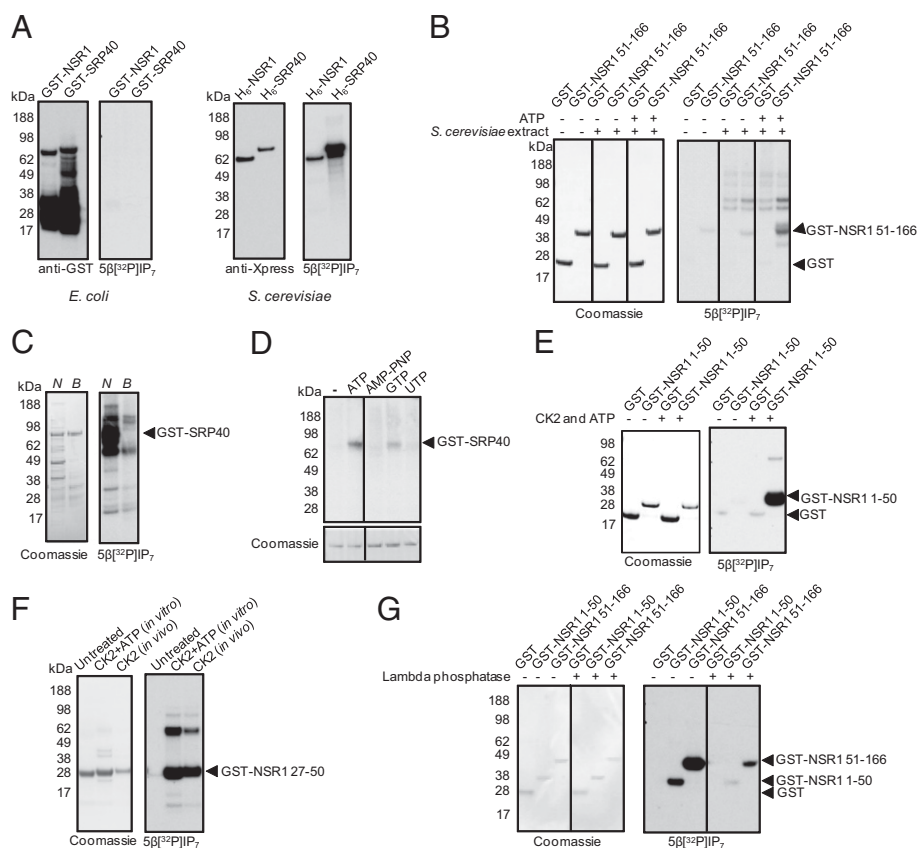 A
GST-NSR1
GST-SRP40
GST-NSR1
GST-SRP40
kDa
188
98
62
49
38
28
17
anti-GST
5β[³²P]IP₇
E. coli
H₆-NSR1
H₆-SRP40
H₆-NSR1
H₆-SRP40
kDa
188
98
62
49
38
28
17
anti-Xpress
5β[³²P]IP₇
S. cerevisiae
B
GST
GST-NSR1 51-166
GST
GST-NSR1 51-166
GST
GST-NSR1 51-166
GST
GST-NSR1 51-166
GST
GST-NSR1 51-166
GST
GST-NSR1 51-166
ATP - - - - + + - - - - + +
S. cerevisiae extract - - + + + + - - + + + +
kDa
188
98
62
49
38
28
17
GST-NSR1 51-166
GST
Coomassie
5β[³²P]IP₇
C
N B N B
kDa
188
98
62
49
38
28
17
GST-SRP40
Coomassie
5β[³²P]IP₇
D
- ATP AMP-PNP GTP UTP
kDa
188
98
62
49
38
28
GST-SRP40
Coomassie
E
GST
GST-NSR1 1-50
GST
GST-NSR1 1-50
GST
GST-NSR1 1-50
GST
GST-NSR1 1-50
CK2 and ATP - - + + - - + +
98
62
49
38
28
17
GST-NSR1 1-50
GST
Coomassie
5β[³²P]IP₇
F
Untreated
CK2+ATP (in vitro)
CK2 (in vivo)
Untreated
CK2+ATP (in vitro)
CK2 (in vivo)
kDa
188
98
62
49
38
28
17
GST-NSR1 27-50
Coomassie
5β[³²P]IP₇
G
GST
GST-NSR1 1-50
GST-NSR1 51-166
GST
GST-NSR1 1-50
GST-NSR1 51-166
GST
GST-NSR1 1-50
GST-NSR1 51-166
GST
GST-NSR1 1-50
GST-NSR1 51-166
Lambda phosphatase - - - + + + - - - + + +
188
98
62
49
38
28
17
GST-NSR1 51-166
GST-NSR1 1-50
GST
Coomassie
5β[³²P]IP₇